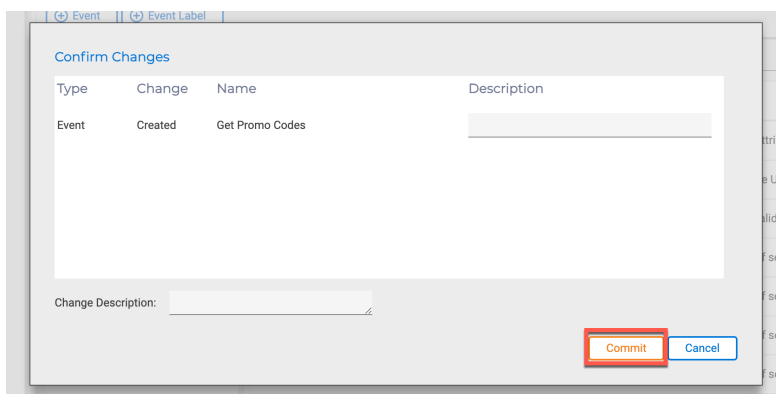 Event Event Label
Confirm Changes
Type Change Name Description
Event Created Get Promo Codes
Change Description:
Commit Cancel